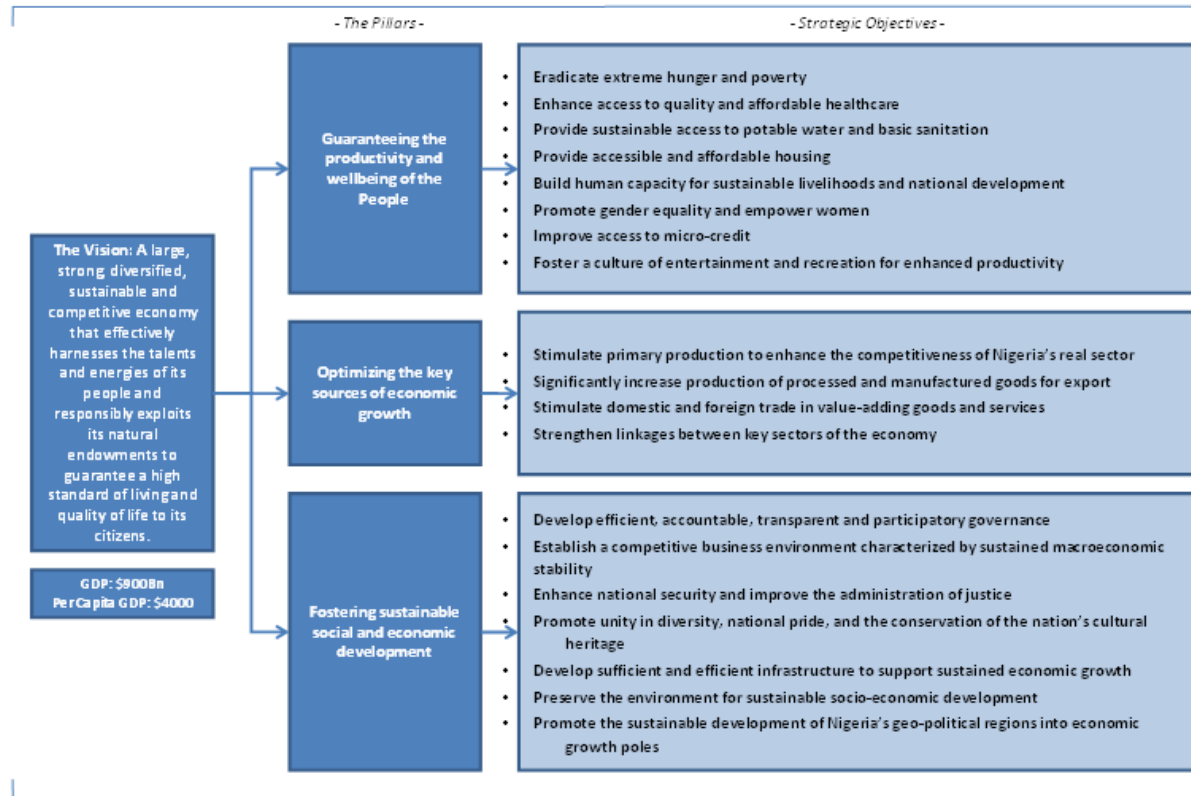 - The Pillars -
- Strategic Objectives -
The Vision: A large,
strong, diversified,
sustainable and
competitive economy
that effectively
harnesses the talents
and energies of its
people and
responsibly exploits
its natural
endowments to
guarantee a high
standard of living and
quality of life to its
citizens.
GDP: $900Bn
Per Capita GDP: $4000
Guaranteeing the
productivity and
wellbeing of the
People
• Eradicate extreme hunger and poverty
• Enhance access to quality and affordable healthcare
• Provide sustainable access to potable water and basic sanitation
• Provide accessible and affordable housing
• Build human capacity for sustainable livelihoods and national development
• Promote gender equality and empower women
• Improve access to micro-credit
• Foster a culture of entertainment and recreation for enhanced productivity
Optimizing the key
sources of economic
growth
• Stimulate primary production to enhance the competitiveness of Nigeria's real sector
• Significantly increase production of processed and manufactured goods for export
• Stimulate domestic and foreign trade in value-adding goods and services
• Strengthen linkages between key sectors of the economy
Fostering sustainable
social and economic
development
• Develop efficient, accountable, transparent and participatory governance
• Establish a competitive business environment characterized by sustained macroeconomic
stability
• Enhance national security and improve the administration of justice
• Promote unity in diversity, national pride, and the conservation of the nation's cultural
heritage
• Develop sufficient and efficient infrastructure to support sustained economic growth
• Preserve the environment for sustainable socio-economic development
• Promote the sustainable development of Nigeria's geo-political regions into economic
growth poles